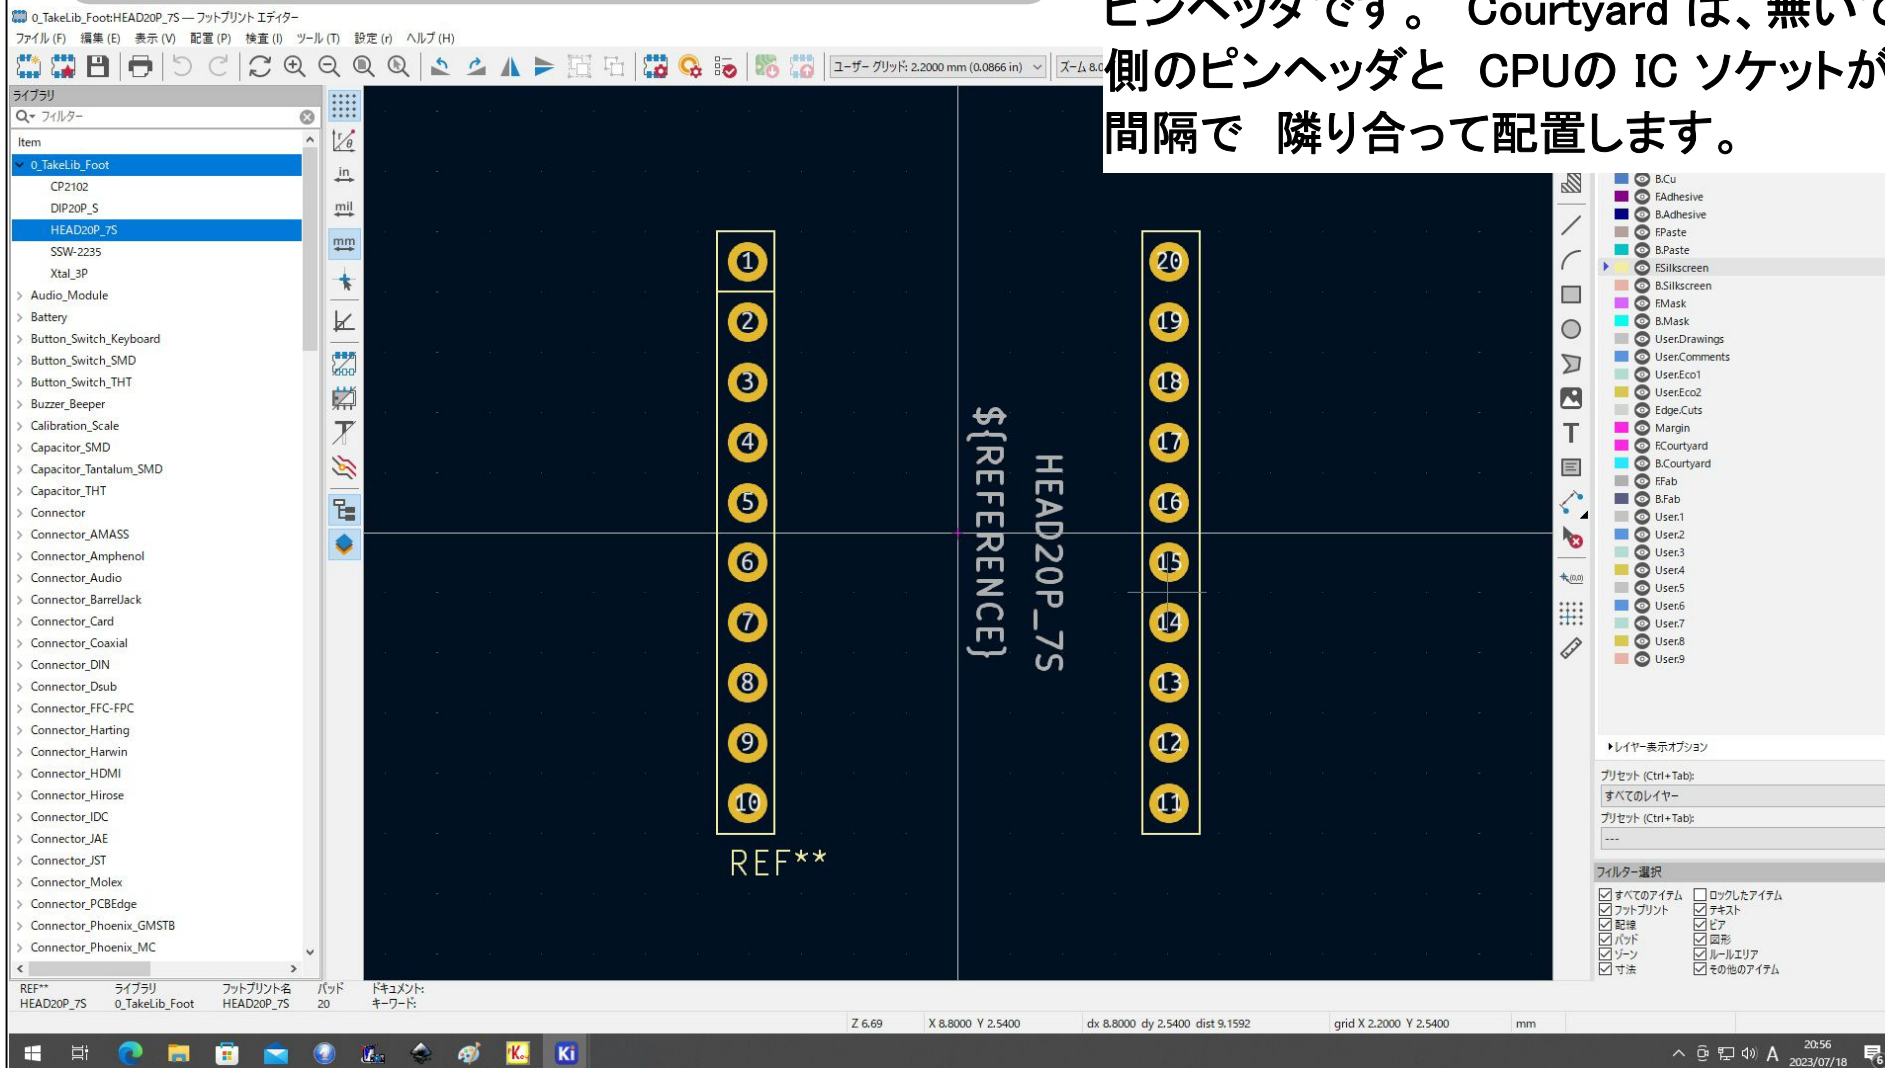 0_TakeLib_Foot:HEAD20P_7S — フットプリント エディター
ピンヘッダです。 Courtyard は、無いて
側のピンヘッダと CPUの IC ソケットが
間隔で 隣り合って配置します。
ファイル(F) 編集(E) 表示(V) 配置(P) 検査(I) ツール(T) 設定(r) ヘルプ(H)
ユーザー グリッド: 2.2000 mm (0.0866 in)
ズーム 8.0
ライブラリ
フィルター
Item
0_TakeLib_Foot
CP2102
DIP20P_S
HEAD20P_7S
SSW-2235
Xtal_3P
Audio_Module
Battery
Button_Switch_Keyboard
Button_Switch_SMD
Button_Switch_THT
Buzzer_Beeper
Calibration_Scale
Capacitor_SMD
Capacitor_Tantalum_SMD
Capacitor_THT
Connector
Connector_AMASS
Connector_Amphenol
Connector_Audio
Connector_BarrelJack
Connector_Card
Connector_Coaxial
Connector_DIN
Connector_Dsub
Connector_FFC-FPC
Connector_Harting
Connector_Harwin
Connector_HDMI
Connector_Hirose
Connector_IDC
Connector_JAE
Connector_JST
Connector_Molex
Connector_PCBEdge
Connector_Phoenix_GMSTB
Connector_Phoenix_MC
in
mil
mm
1
2
3
4
5
6
7
8
9
10
REF**
${REFERENCE}
HEAD20P_7S
20
19
18
17
16
15
14
13
12
11
(0,0)
B.Cu
F.Adhesive
B.Adhesive
F.Paste
B.Paste
F.Silkscreen
B.Silkscreen
F.Mask
B.Mask
User.Drawings
User.Comments
User.Eco1
User.Eco2
Edge.Cuts
Margin
F.Courtyard
B.Courtyard
F.Fab
B.Fab
User.1
User.2
User.3
User.4
User.5
User.6
User.7
User.8
User.9
レイヤー表示オプション
プリセット (Ctrl+Tab):
すべてのレイヤー
プリセット (Ctrl+Tab):
---
フィルター選択
すべてのアイテム ロックしたアイテム
フットプリント テキスト
配線 ビア
パッド 図形
ゾーン ルールエリア
寸法 その他のアイテム
REF** ライブラリ フットプリント名 パッド ドキュメント:
HEAD20P_7S 0_TakeLib_Foot HEAD20P_7S 20 キーワード:
Z 6.69 X 8.8000 Y 2.5400 dx 8.8000 dy 2.5400 dist 9.1592 grid X 2.2000 Y 2.5400 mm
Ki
A
20:56
2023/07/18
6